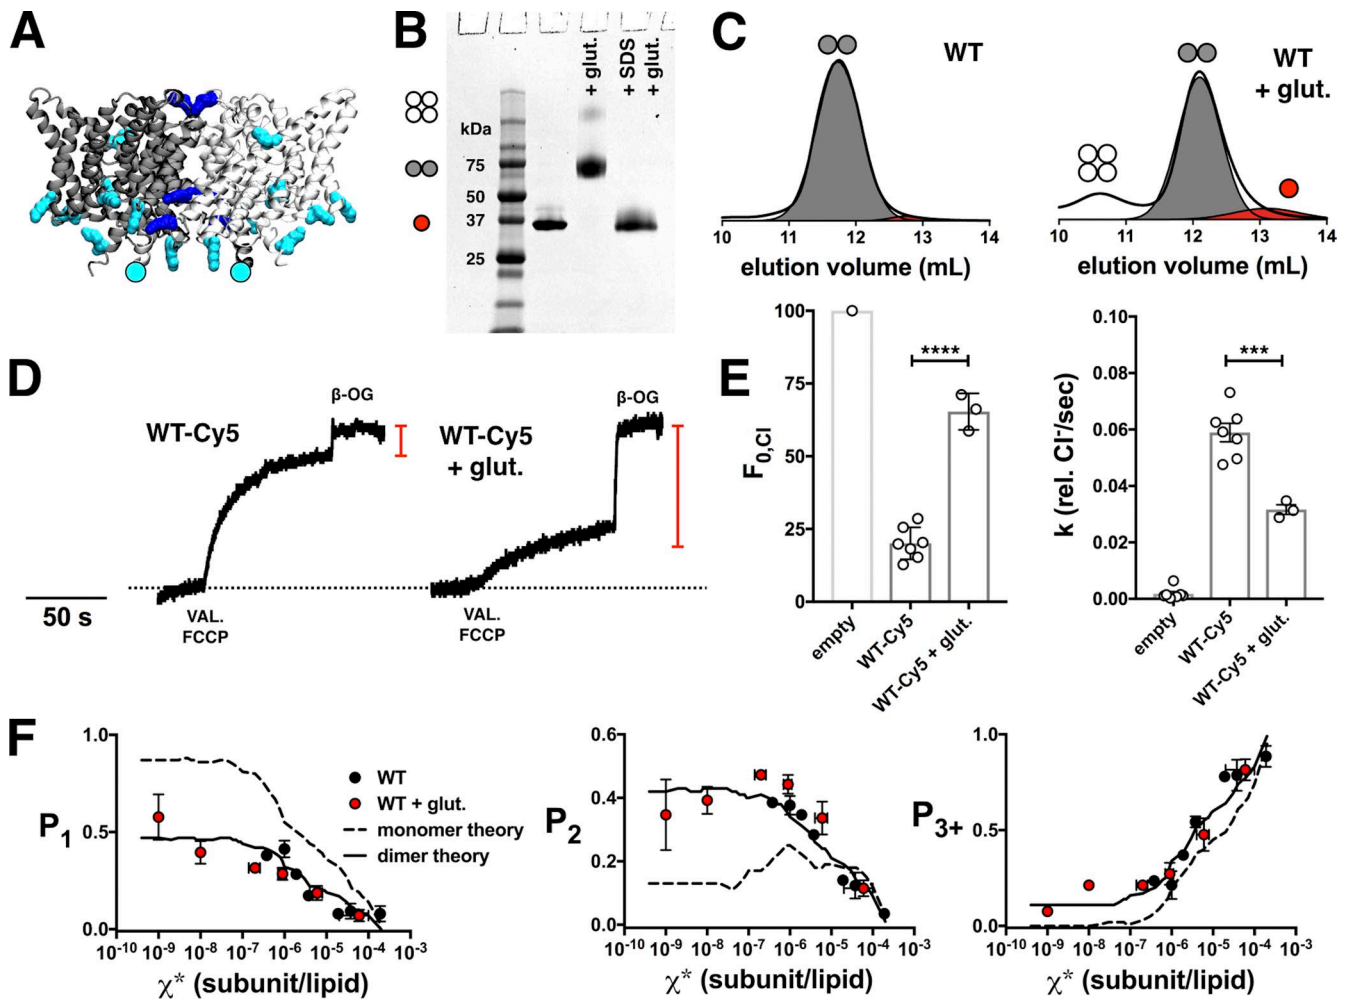 A
B
+ glut.
+ SDS
+ glut.
kDa
75
50
37
25
C
WT
10 11 12 13 14
elution volume (mL)
WT
+ glut.
10 11 12 13 14
elution volume (mL)
D
WT-Cy5
β-OG
VAL.
FCCP
WT-Cy5
+ glut.
β-OG
VAL.
FCCP
50 s
E
F0,Cl
100
75
50
25
0
****
empty
WT-Cy5
WT-Cy5 + glut.
k (rel. Cl-/sec)
0.10
0.08
0.06
0.04
0.02
0.00
***
empty
WT-Cy5
WT-Cy5 + glut.
F
P1
1.0
0.5
0.0
WT
WT + glut.
monomer theory
dimer theory
10-10 10-9 10-8 10-7 10-6 10-5 10-4 10-3
χ* (subunit/lipid)
P2
0.6
0.4
0.2
0.0
10-10 10-9 10-8 10-7 10-6 10-5 10-4 10-3
χ* (subunit/lipid)
P3+
1.0
0.5
0.0
10-10 10-9 10-8 10-7 10-6 10-5 10-4 10-3
χ* (subunit/lipid)